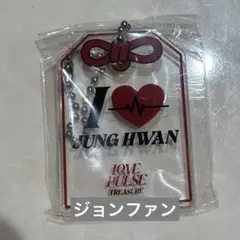 I
JUNG HWAN
LOVE
PULSE
TREASURE
ジョンファン